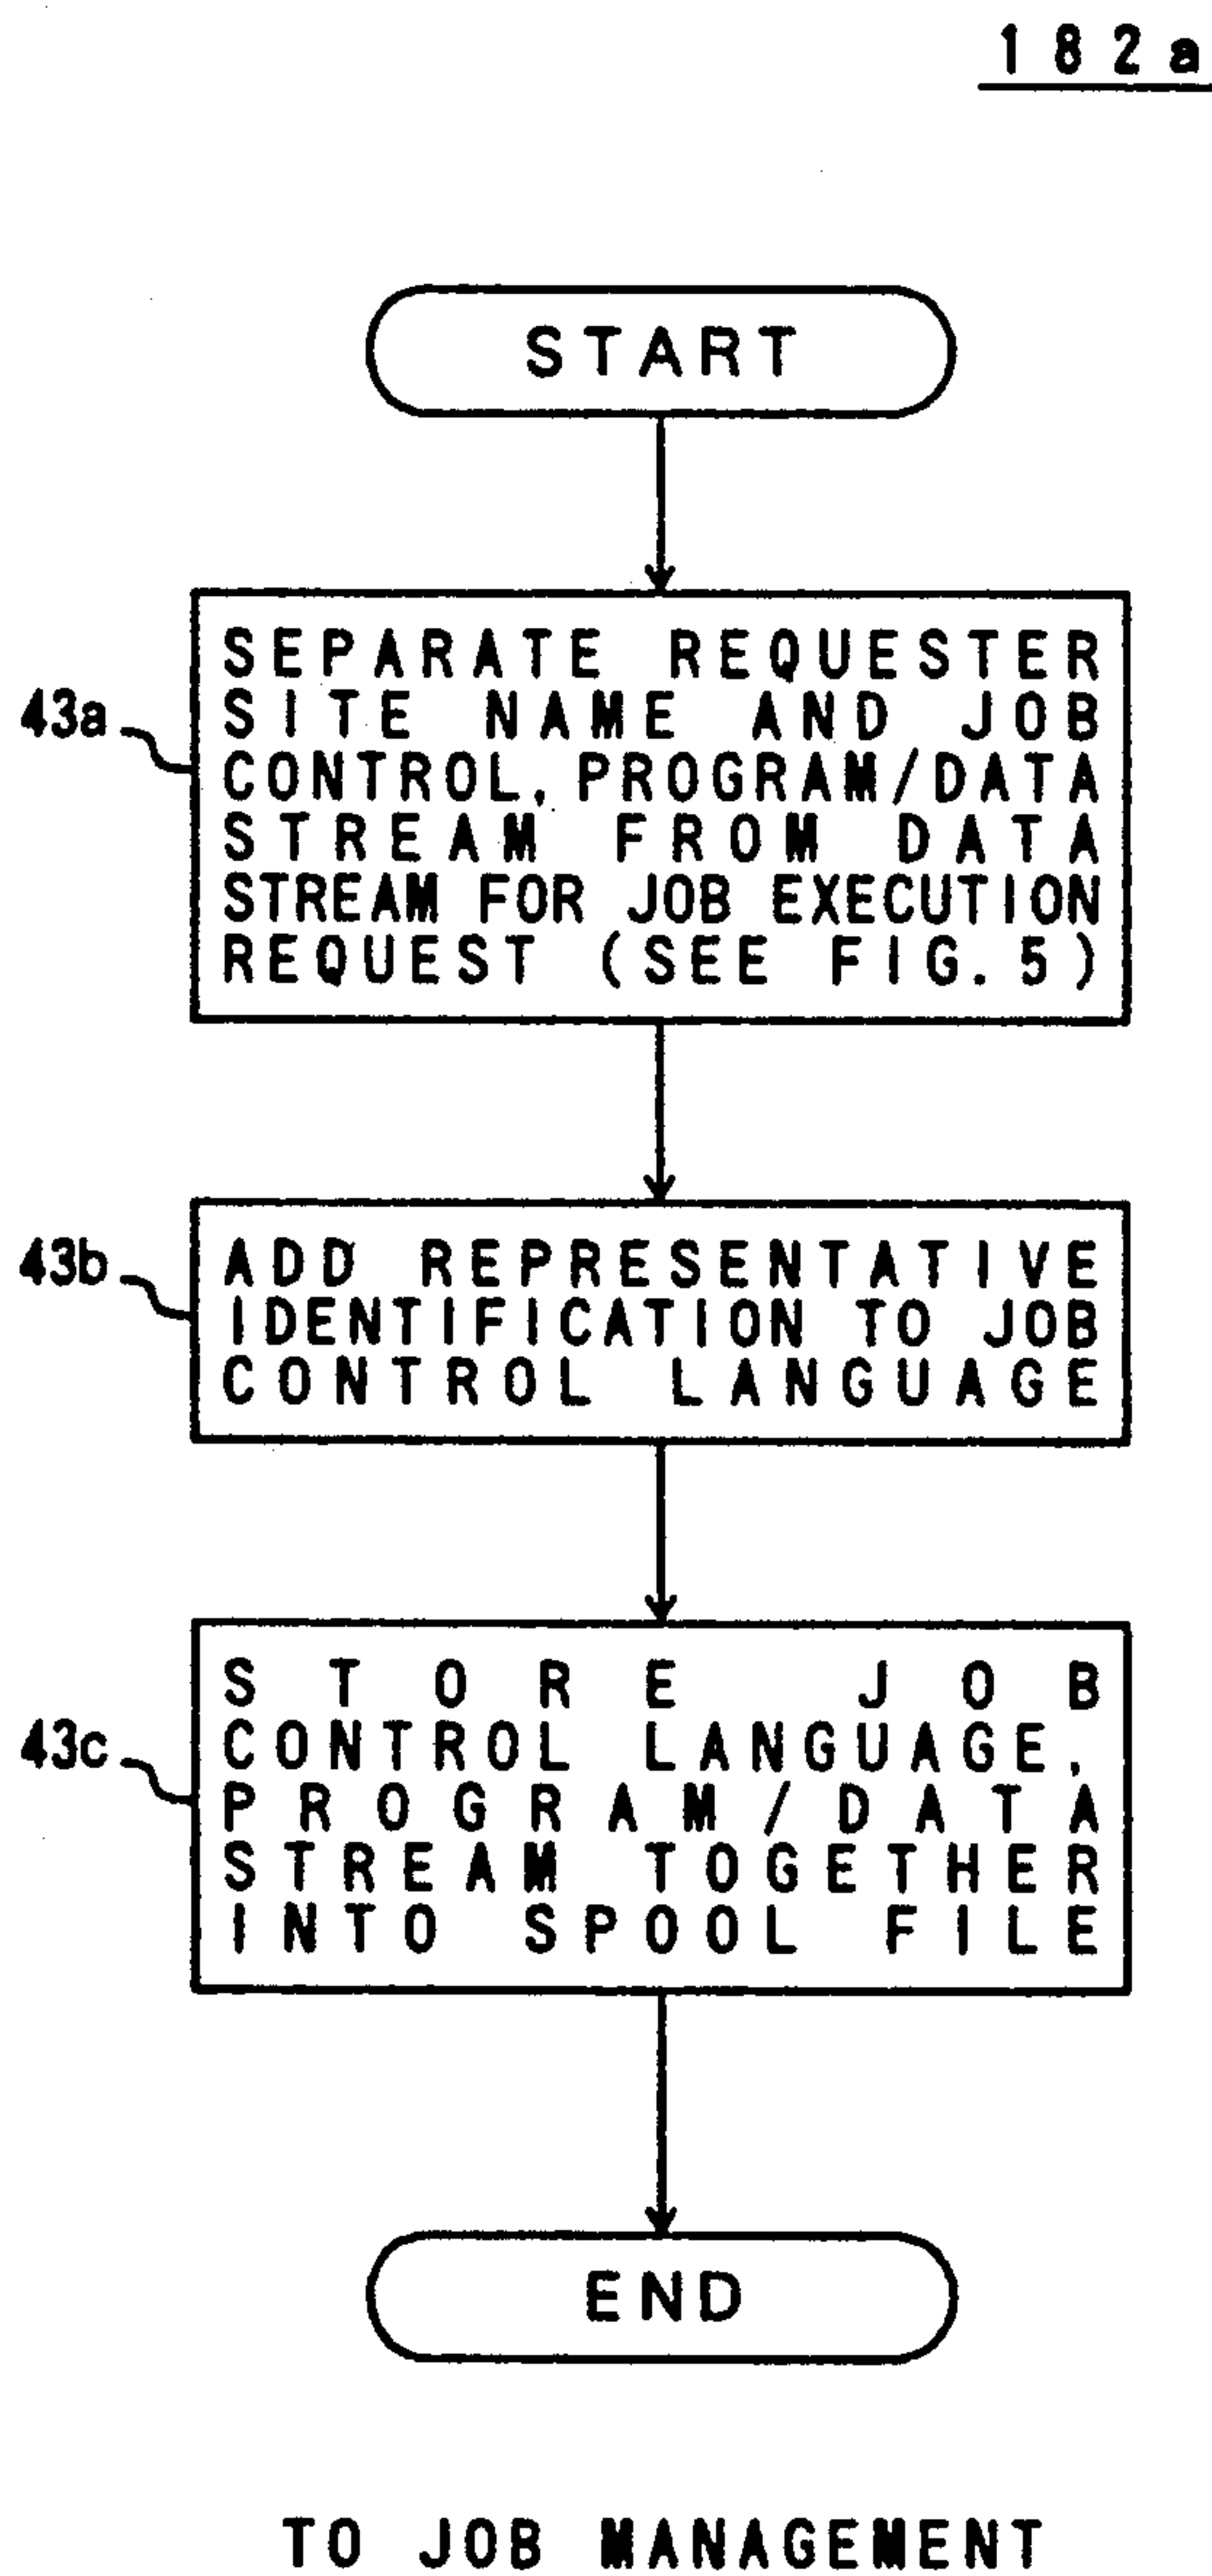 182a
START
43a
SEPARATE REQUESTER
SITE NAME AND JOB
CONTROL, PROGRAM/DATA
STREAM FROM DATA
STREAM FOR JOB EXECUTION
REQUEST (SEE FIG. 5)
43b
ADD REPRESENTATIVE
IDENTIFICATION TO JOB
CONTROL LANGUAGE
43c
STORE JOB
CONTROL LANGUAGE,
PROGRAM/DATA
STREAM TOGETHER
INTO SPOOL FILE
END
TO JOB MANAGEMENT